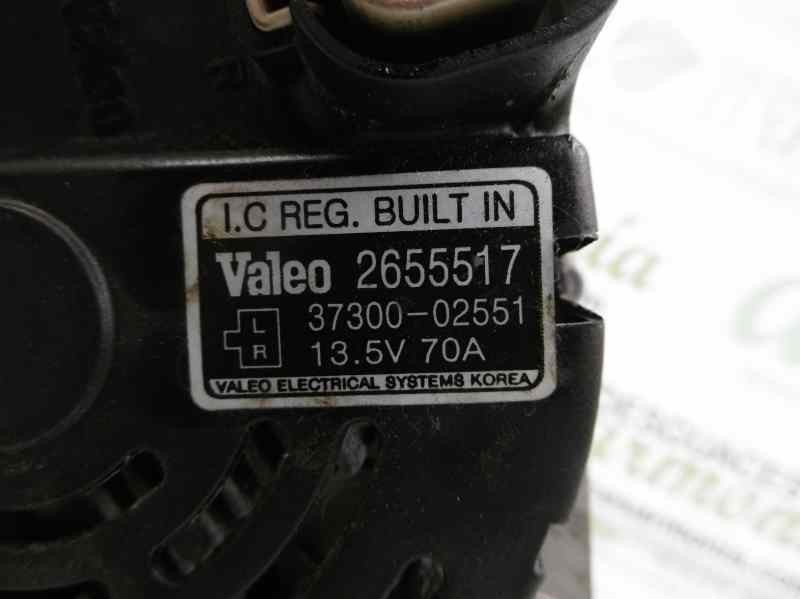 I.C REG. BUILT IN
Valeo 2655517
L 37300-02551
R 13.5V 70A
VALEO ELECTRICAL SYSTEMS KOREA